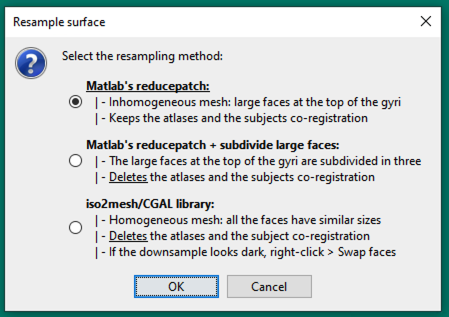 Resample surface
Select the resampling method:
Matlab's reducepatch:
| - Inhomogeneous mesh: large faces at the top of the gyri
| - Keeps the atlases and the subjects co-registration
Matlab's reducepatch + subdivide large faces:
| - The large faces at the top of the gyri are subdivided in three
| - Deletes the atlases and the subjects co-registration
iso2mesh/CGAL library:
| - Homogeneous mesh: all the faces have similar sizes
| - Deletes the atlases and the subject co-registration
| - If the downsample looks dark, right-click > Swap faces
OK Cancel